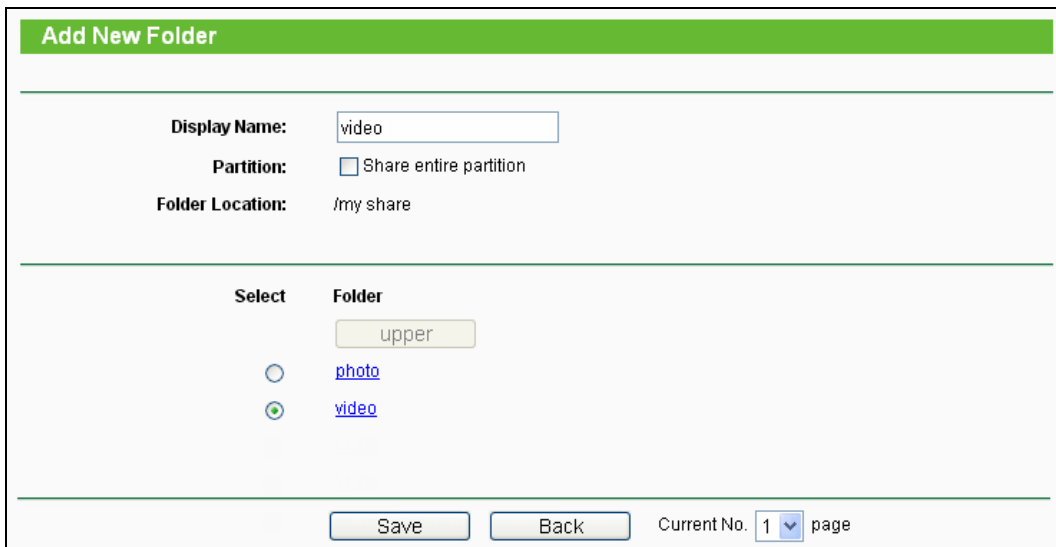 Add New Folder
Display Name: video
Partition: Share entire partition
Folder Location: /my share
Select Folder
upper
photo
video
Save Back Current No. 1 page